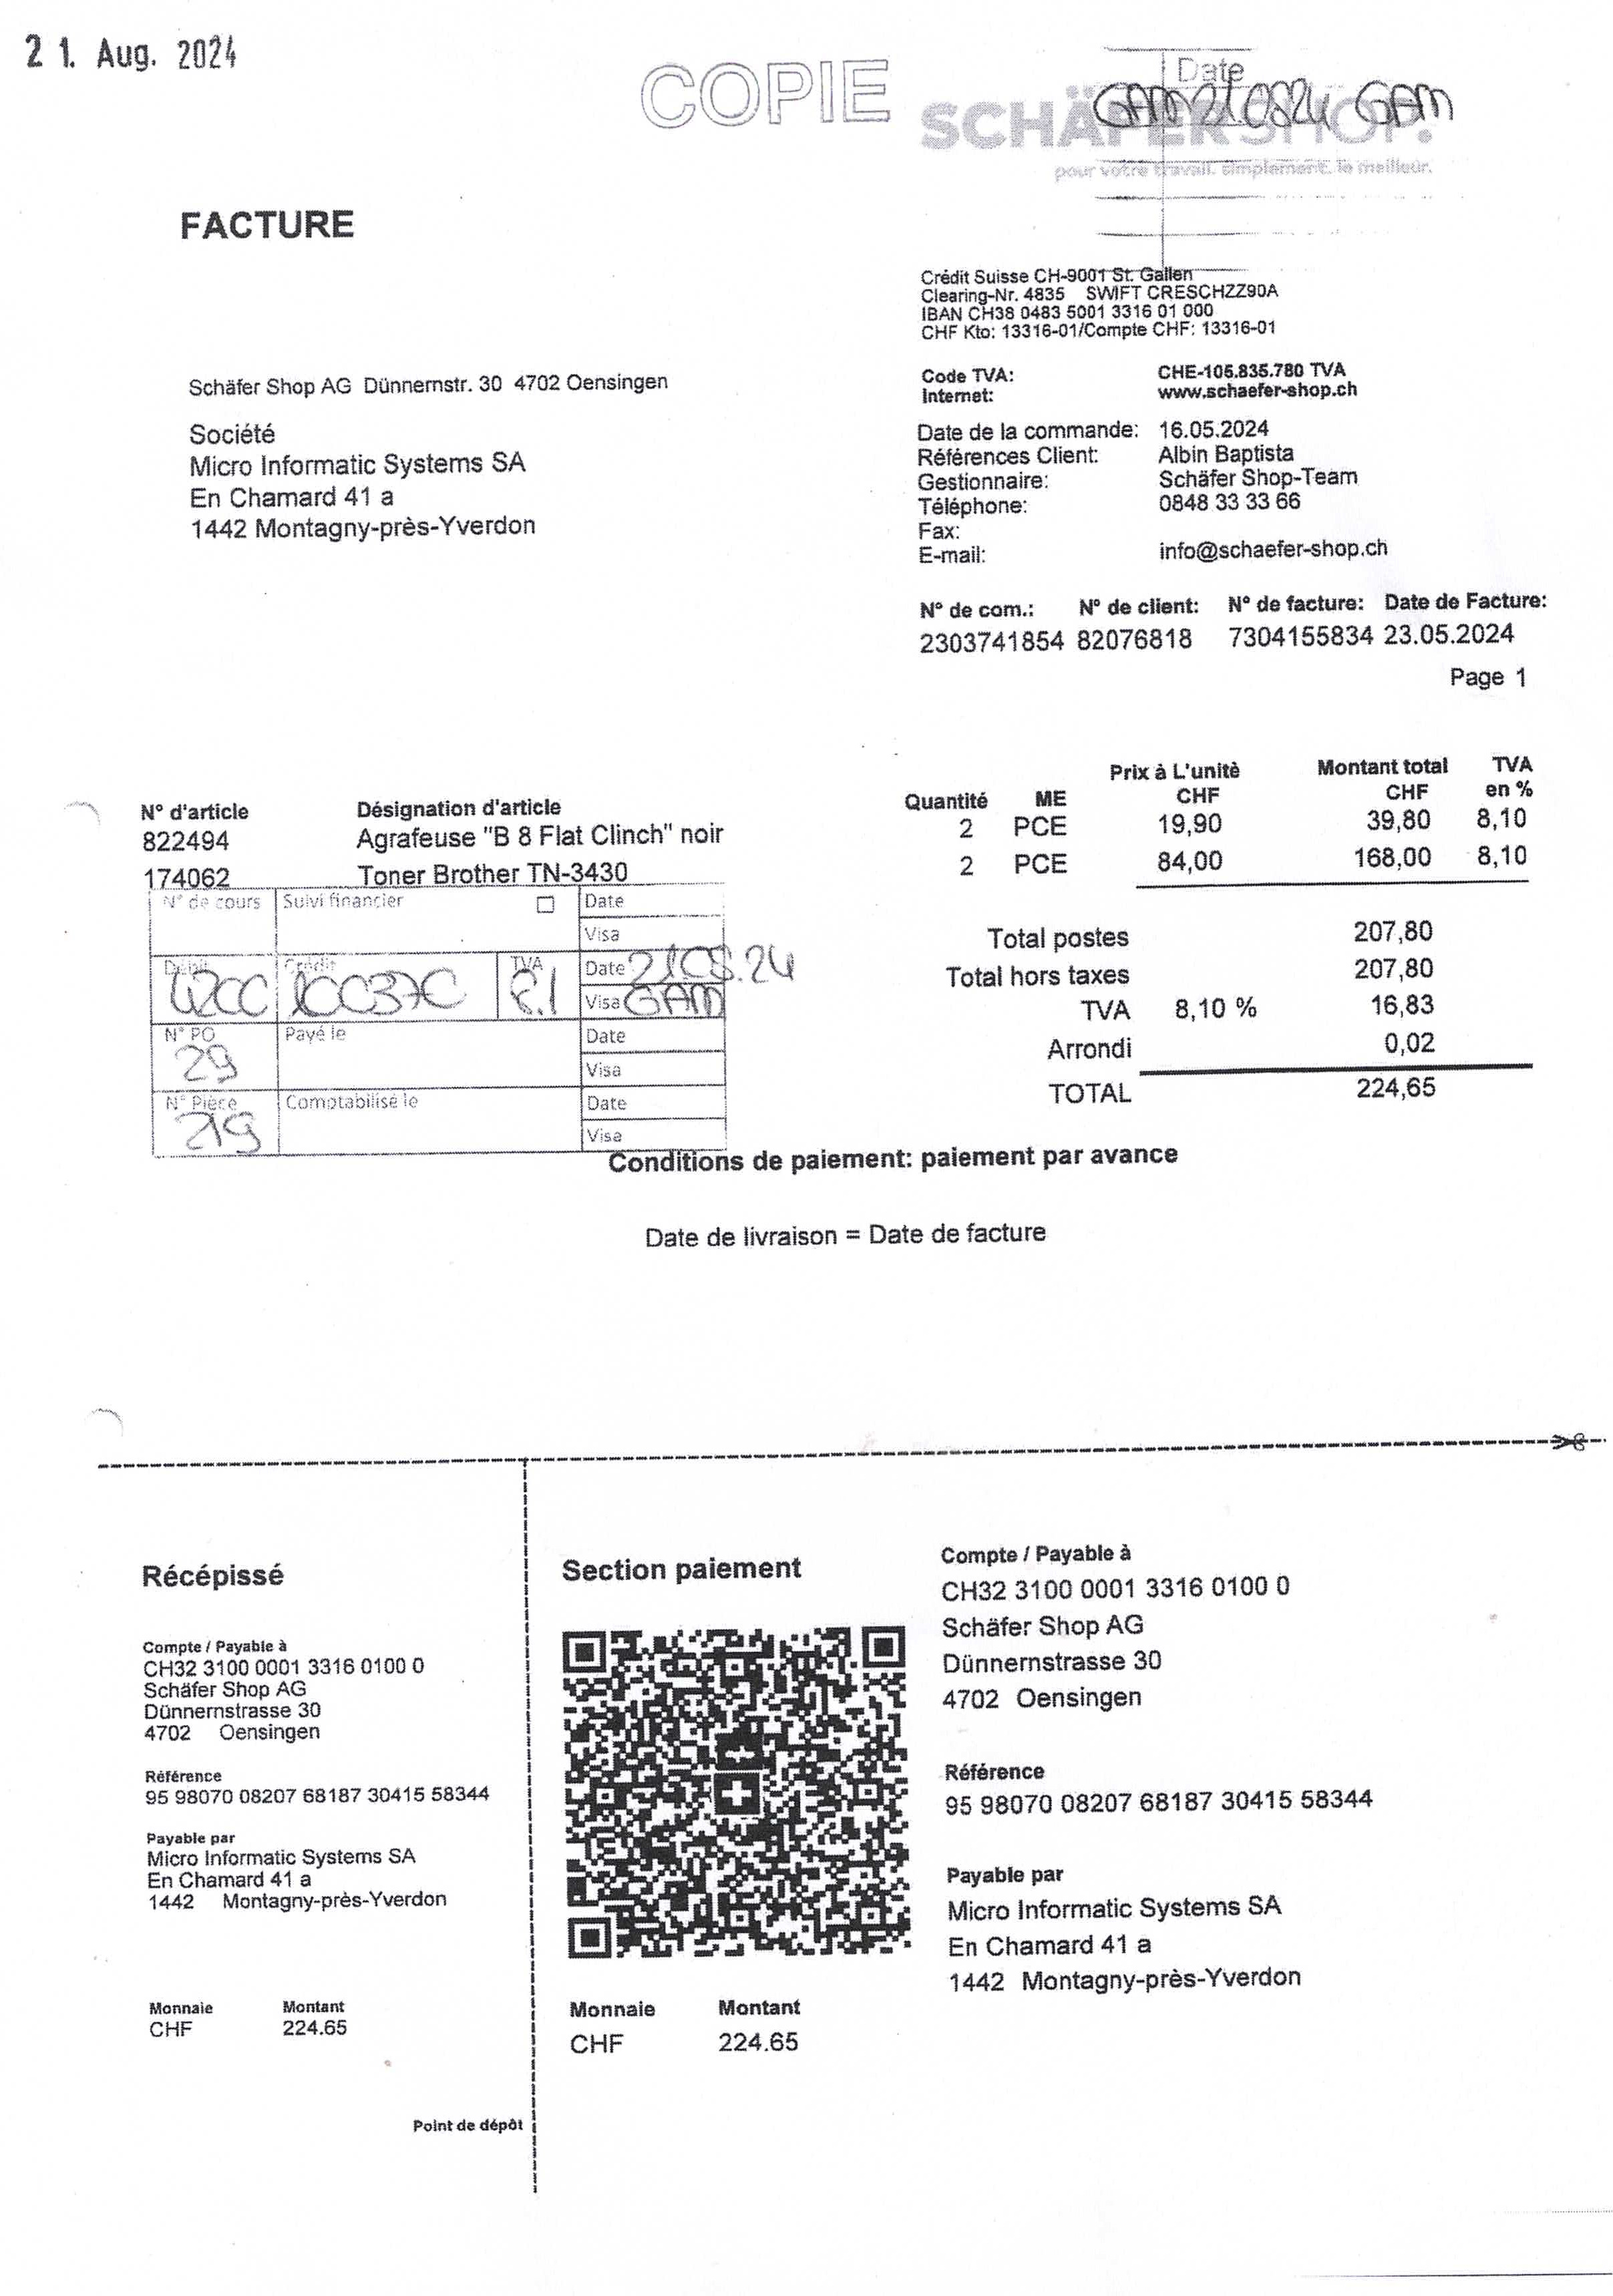 21. Aug. 2024
COPIE
Date
SCHÄFER SHOP.
GAM 210824 GAM
pour votre travail. simplement. le meilleur.
FACTURE
Crédit Suisse CH-9001 St. Gallen
Clearing-Nr. 4835 SWIFT CRESCHZZ90A
IBAN CH38 0483 5001 3316 01 000
CHF Kto: 13316-01/Compte CHF: 13316-01
Schäfer Shop AG Dünnernstr. 30 4702 Oensingen
Code TVA: CHE-105.835.780 TVA
Internet: www.schaefer-shop.ch
Société
Micro Informatic Systems SA
En Chamard 41 a
1442 Montagny-près-Yverdon
Date de la commande: 16.05.2024
Références Client: Albin Baptista
Gestionnaire: Schäfer Shop-Team
Téléphone: 0848 33 33 66
Fax:
E-mail: info@schaefer-shop.ch
N° de com.: N° de client: N° de facture: Date de Facture:
2303741854 82076818 7304155834 23.05.2024
Page 1
N° d'article Désignation d'article Quantité ME Prix à L'unitè CHF Montant total CHF TVA en %
822494 Agrafeuse "B 8 Flat Clinch" noir 2 PCE 19,90 39,80 8,10
174062 Toner Brother TN-3430 2 PCE 84,00 168,00 8,10
N° de cours Suivi financier Date
Visa
Débit Crédit TVA Date 2108.24
4200 100370 8.1 Visa GAM
N° PO Payé le Date
29 Visa
N° Pièce Comptabilisé le Date
219 Visa
Total postes 207,80
Total hors taxes 207,80
TVA 8,10 % 16,83
Arrondi 0,02
TOTAL 224,65
Conditions de paiement: paiement par avance
Date de livraison = Date de facture
Récépissé
Compte / Payable à
CH32 3100 0001 3316 0100 0
Schäfer Shop AG
Dünnernstrasse 30
4702 Oensingen
Référence
95 98070 08207 68187 30415 58344
Payable par
Micro Informatic Systems SA
En Chamard 41 a
1442 Montagny-près-Yverdon
Monnaie Montant
CHF 224.65
Point de dépôt
Section paiement
Monnaie Montant
CHF 224.65
Compte / Payable à
CH32 3100 0001 3316 0100 0
Schäfer Shop AG
Dünnernstrasse 30
4702 Oensingen
Référence
95 98070 08207 68187 30415 58344
Payable par
Micro Informatic Systems SA
En Chamard 41 a
1442 Montagny-près-Yverdon